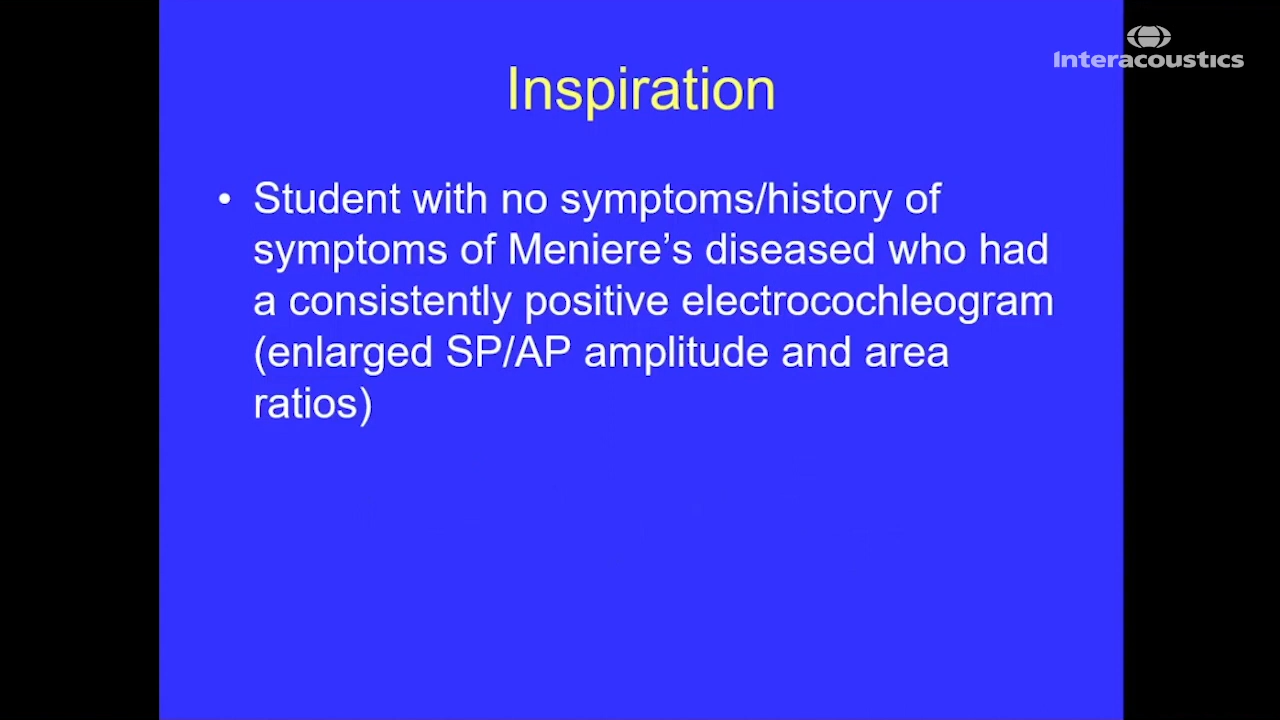 Interacoustics
Inspiration
• Student with no symptoms/history of
symptoms of Meniere’s diseased who had
a consistently positive electrocochleogram
(enlarged SP/AP amplitude and area
ratios)